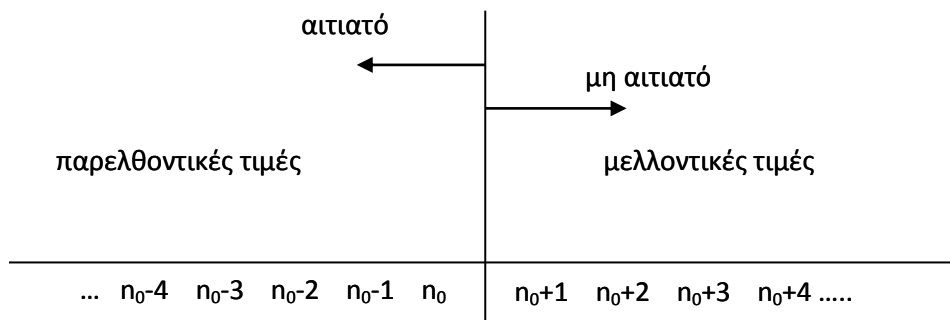 αιτιατό
μη αιτιατό
παρελθοντικές τιμές
μελλοντικές τιμές
... n₀-4 n₀-3 n₀-2 n₀-1 n₀ n₀+1 n₀+2 n₀+3 n₀+4 .....